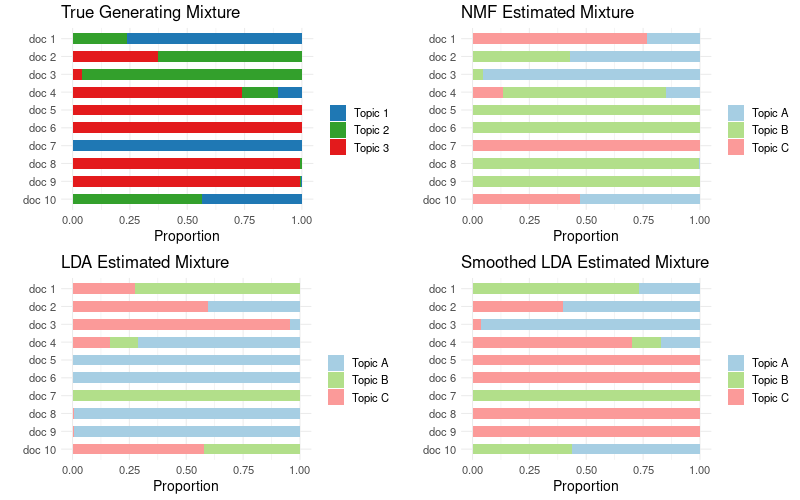 True Generating Mixture
doc 1
doc 2
doc 3
doc 4
doc 5
doc 6
doc 7
doc 8
doc 9
doc 10
0.00 0.25 0.50 0.75 1.00
Proportion
Topic 1
Topic 2
Topic 3
NMF Estimated Mixture
doc 1
doc 2
doc 3
doc 4
doc 5
doc 6
doc 7
doc 8
doc 9
doc 10
0.00 0.25 0.50 0.75 1.00
Proportion
Topic A
Topic B
Topic C
LDA Estimated Mixture
doc 1
doc 2
doc 3
doc 4
doc 5
doc 6
doc 7
doc 8
doc 9
doc 10
0.00 0.25 0.50 0.75 1.00
Proportion
Topic A
Topic B
Topic C
Smoothed LDA Estimated Mixture
doc 1
doc 2
doc 3
doc 4
doc 5
doc 6
doc 7
doc 8
doc 9
doc 10
0.00 0.25 0.50 0.75 1.00
Proportion
Topic A
Topic B
Topic C